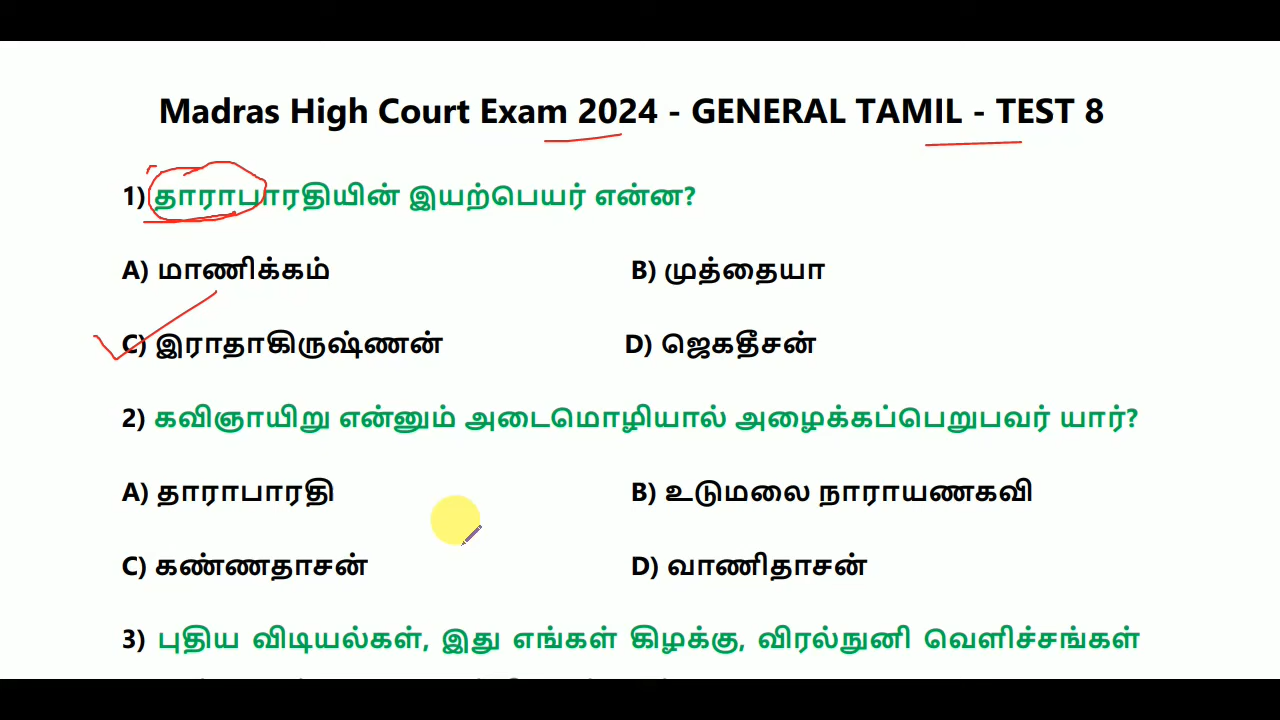 Madras High Court Exam 2024 - GENERAL TAMIL - TEST 8
1) தாராபாரதியின் இயற்பெயர் என்ன?
A) மாணிக்கம் B) முத்தையா
C) இராதாகிருஷ்ணன் D) ஜெகதீசன்
2) கவிஞாயிறு என்னும் அடைமொழியால் அழைக்கப்பெறுபவர் யார்?
A) தாராபாரதி B) உடுமலை நாராயணகவி
C) கண்ணதாசன் D) வாணிதாசன்
3) புதிய விடியல்கள், இது எங்கள் கிழக்கு, விரல்நுனி வெளிச்சங்கள்